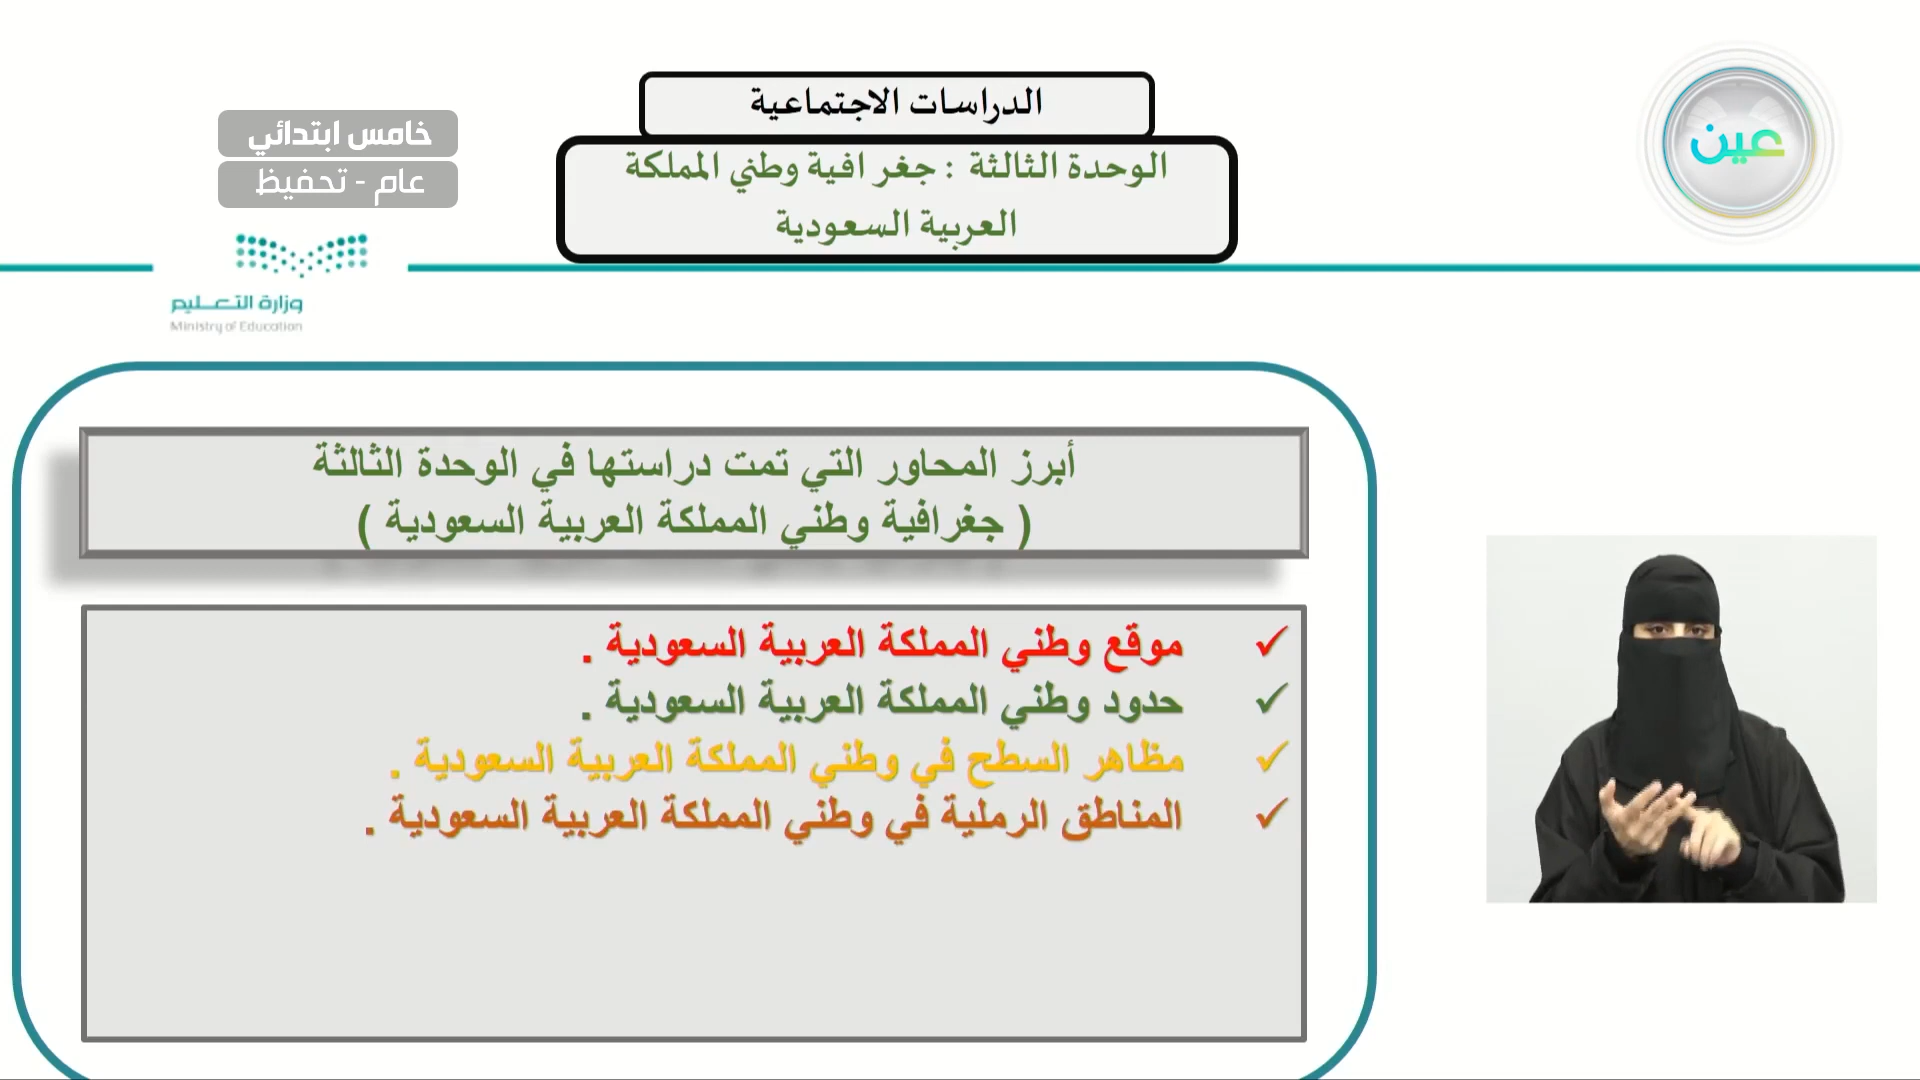 الدراسات الاجتماعية
الوحدة الثالثة : جغرافية وطني المملكة
العربية السعودية
عين
خامس ابتدائي
عام - تحفيظ
وزارة التعليم
Ministry of Education
أبرز المحاور التي تمت دراستها في الوحدة الثالثة
( جغرافية وطني المملكة العربية السعودية )
✓ موقع وطني المملكة العربية السعودية .
✓ حدود وطني المملكة العربية السعودية .
✓ مظاهر السطح في وطني المملكة العربية السعودية .
✓ المناطق الرملية في وطني المملكة العربية السعودية .